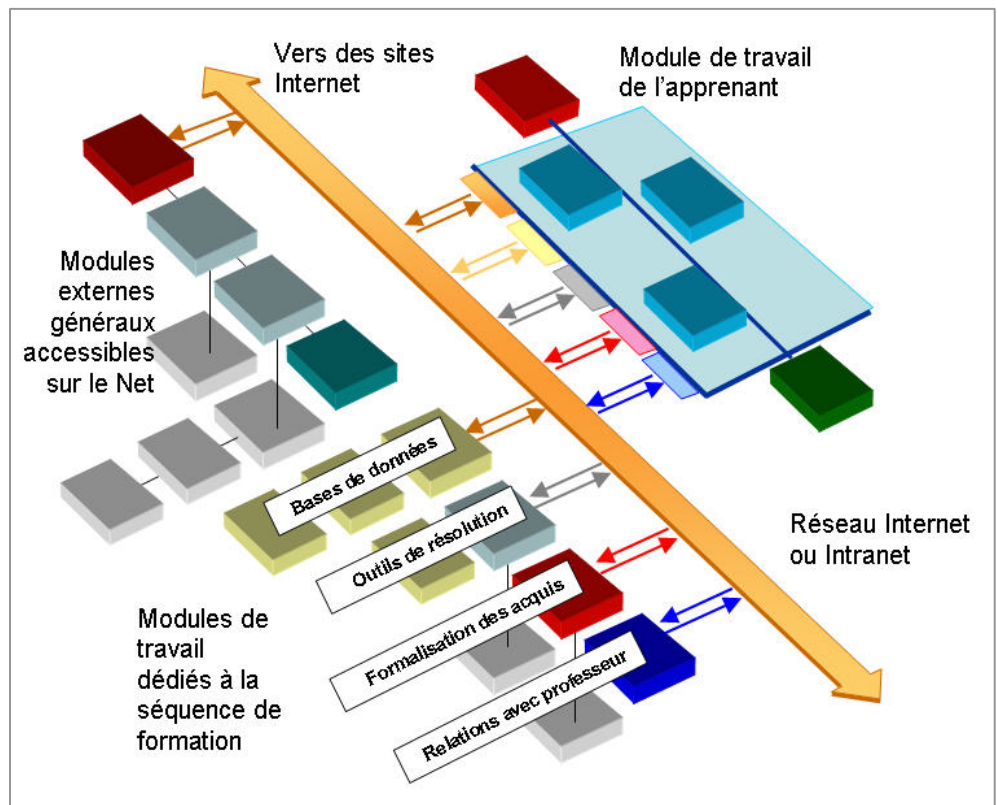 Vers des sites
Internet
Module de travail
de l'apprenant
Modules
externes
généraux
accessibles
sur le Net
Bases de données
Outils de résolution
Formalisation des acquis
Relations avec professeur
Réseau Internet
ou Intranet
Modules de
travail
dédiés à la
séquence de
formation